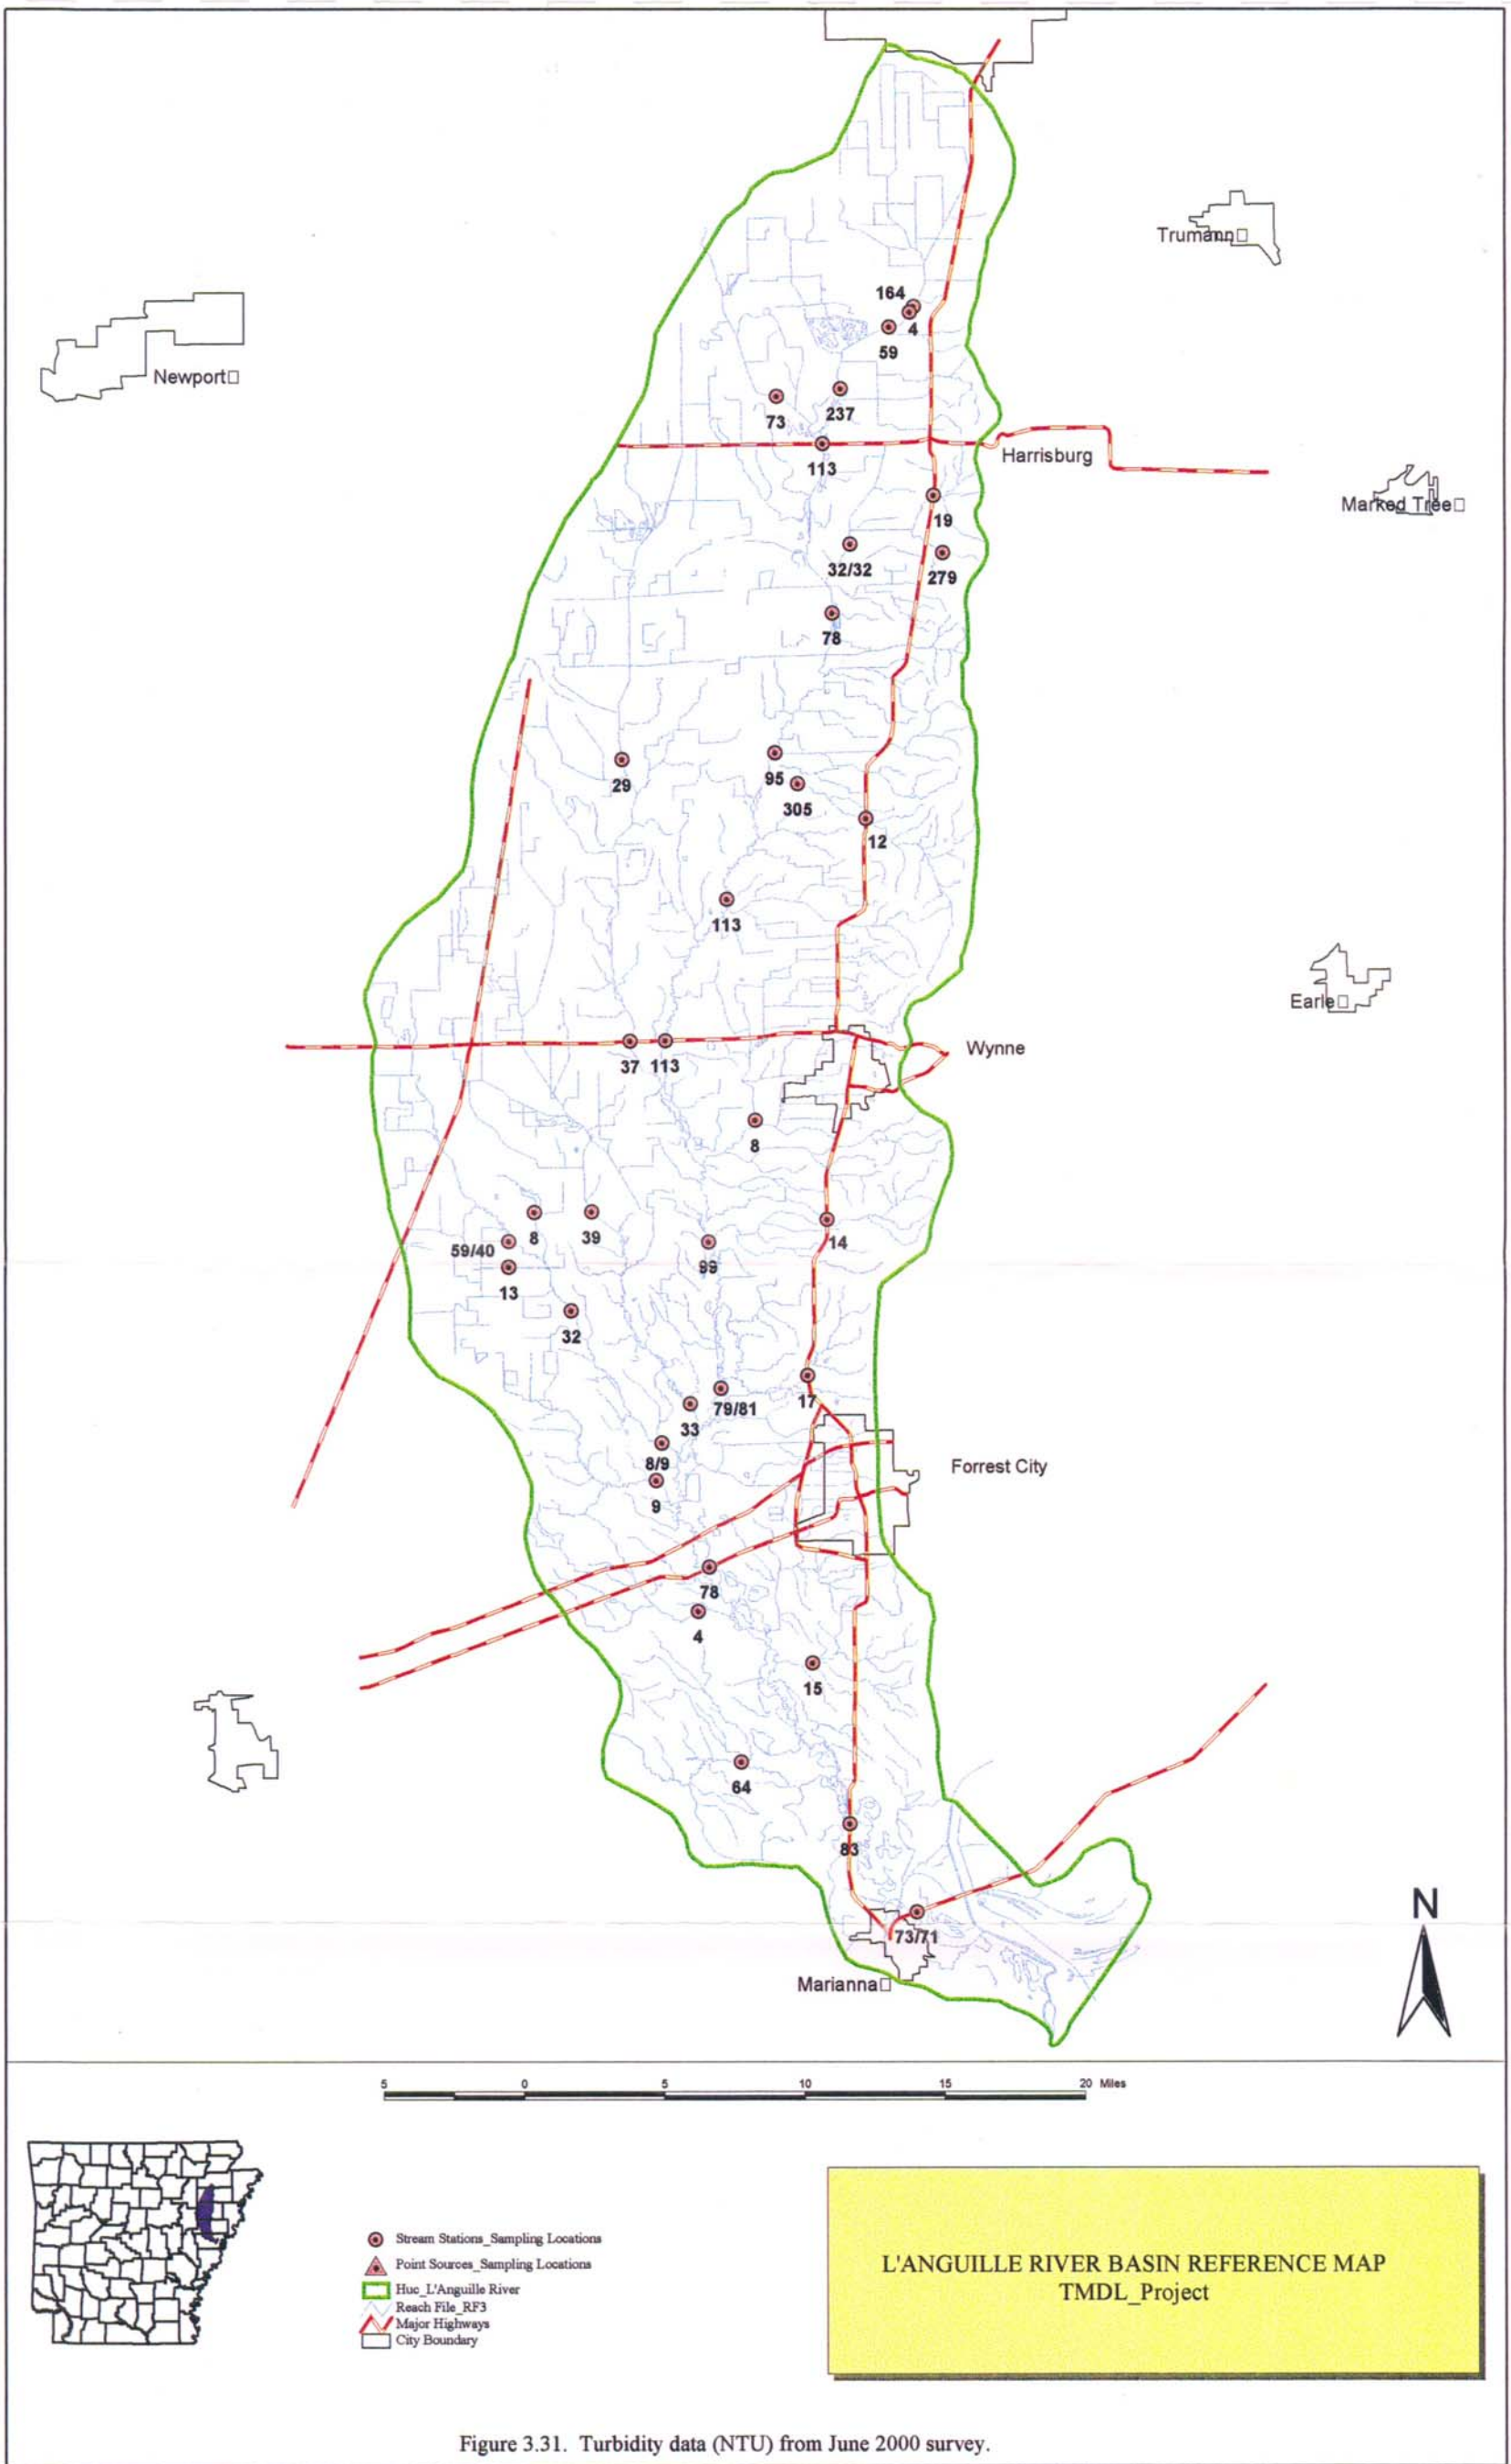 Trumann
164
4
59
Newport
73
237
113
Harrisburg
Marked Tree
19
32/32
279
78
29
95
305
12
113
Earle
37 113
Wynne
8
8
39
59/40
99
14
13
32
17
79/81
33
8/9
Forrest City
9
78
4
15
64
83
N
73/71
Marianna
5 0 5 10 15 20 Miles
Stream Stations_Sampling Locations
Point Sources_Sampling Locations
Huc_L'Anguille River
Reach File_RF3
Major Highways
City Boundary
L'ANGUILLE RIVER BASIN REFERENCE MAP
TMDL_Project
Figure 3.31. Turbidity data (NTU) from June 2000 survey.